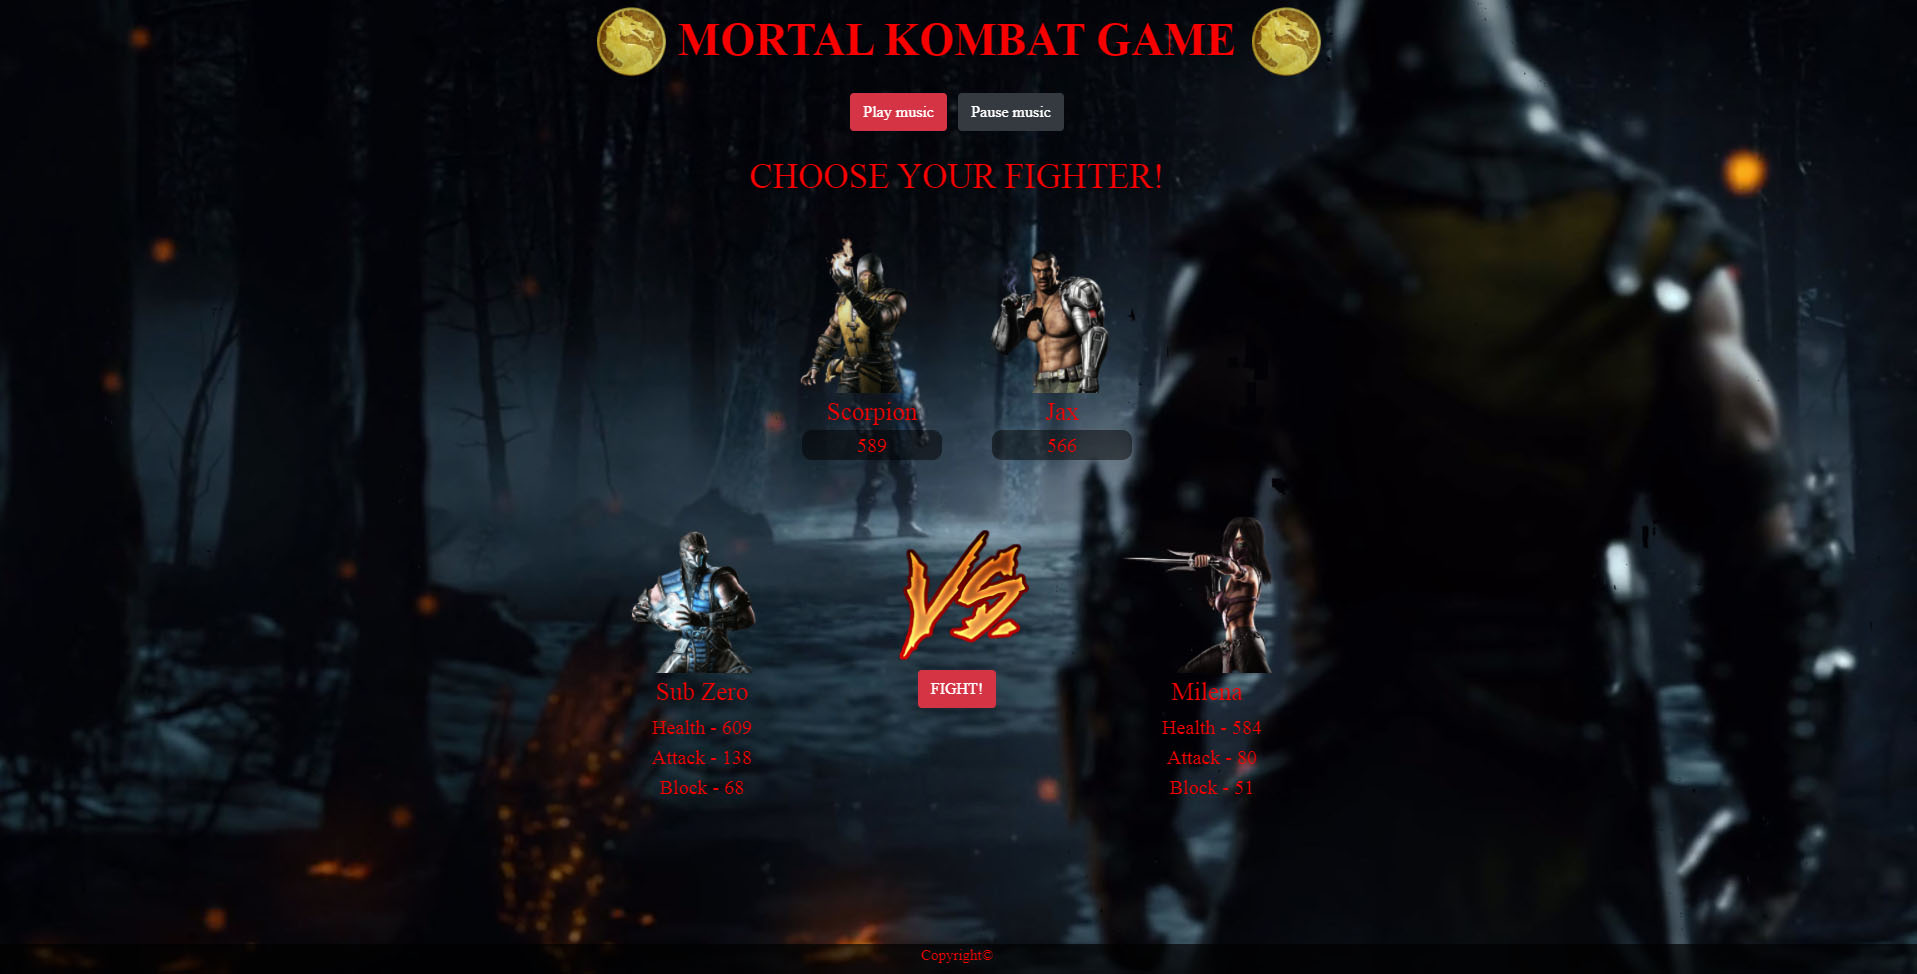 MORTAL KOMBAT GAME
Play music
Pause music
CHOOSE YOUR FIGHTER!
Scorpion
Jax
589
566
VS.
FIGHT!
Sub Zero
Milena
Health - 609
Health - 584
Attack - 138
Attack - 80
Block - 68
Block - 51
Copyright©